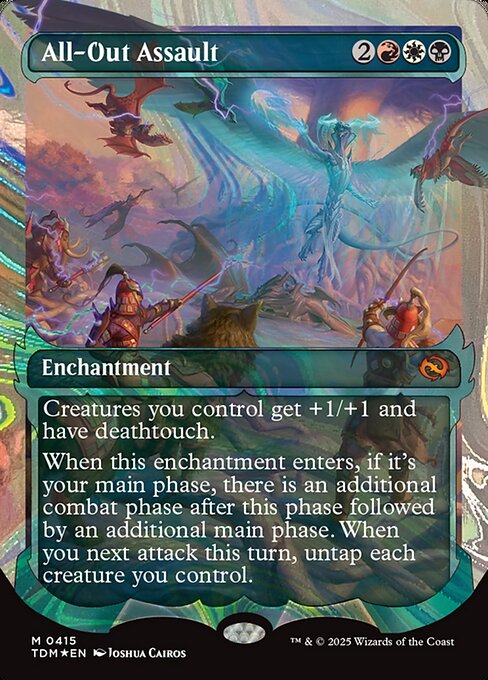 All-Out Assault 2
Enchantment
Creatures you control get +1/+1 and
have deathtouch.
When this enchantment enters, if it's
your main phase, there is an additional
combat phase after this phase followed
by an additional main phase. When
you next attack this turn, untap each
creature you control.
M 0415
TDM★EN Joshua Cairos
™ & © 2025 Wizards of the Coast